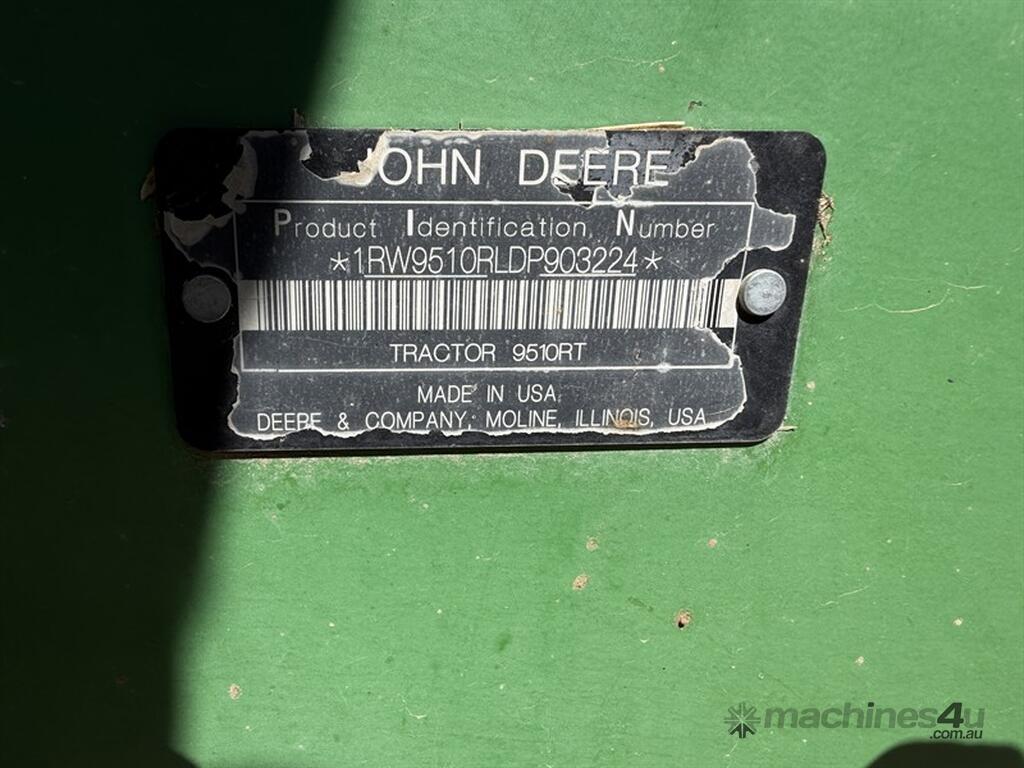 JOHN DEERE
Product Identification Number
*1RW9510RLDP903224*
TRACTOR 9510RT
MADE IN USA
DEERE & COMPANY, MOLINE, ILLINOIS, USA
machines4u
.com.au